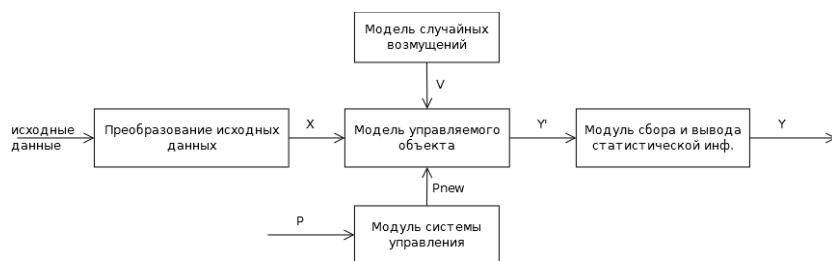 Модель случайных
возмущений
V
исходные
данные
Преобразование исходных
данных
X
Модель управляемого
объекта
Y'
Модуль сбора и вывода
статистической инф.
Y
Pnew
P
Модуль системы
управления